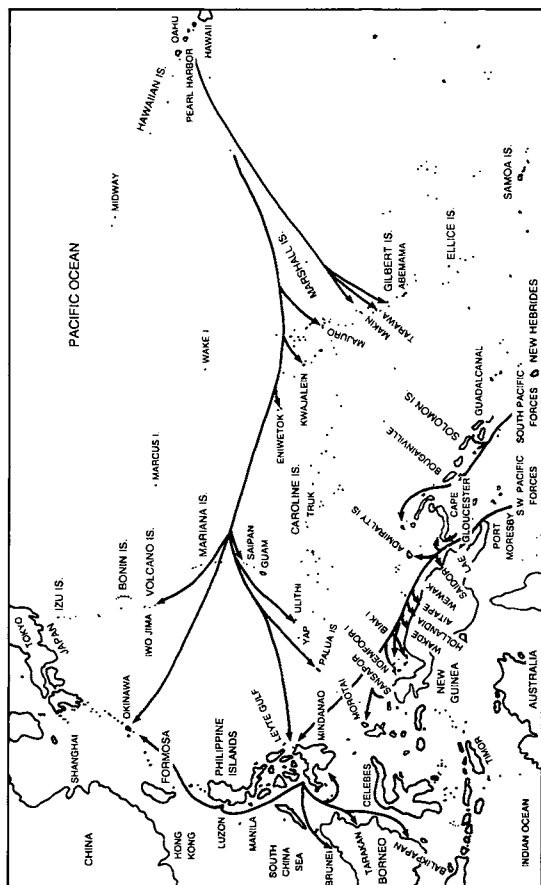 OAHU
PEARL HARBOR
HAWAII
HAWAIIAN IS.
MIDWAY
PACIFIC OCEAN
SAMOA IS.
ELLICE IS.
GILBERT IS.
ABEMAMA
TARAWA
MAKIN
MARSHALL IS.
MAJURO
KWAJALEIN
ENIWETOK
WAKE I
MARCUS I.
CAROLINE IS.
TRUK
MARIANA IS.
SAIPAN
GUAM
ULITHI
YAP
PALUA IS
BONIN IS.
VOLCANO IS.
IWO JIMA
IZU IS.
TOKYO
JAPAN
OKINAWA
SHANGHAI
CHINA
FORMOSA
HONG
KONG
PHILIPPINE
ISLANDS
LUZON
MANILA
LEYTE GULF
MINDANAO
SOUTH
CHINA
SEA
BRUNEI
TARAKAN
BORNEO
BALIKPAPAN
CELEBES
MOROTAI
SANSAPOR
NOEMFOOR I
BIAK I
WAKDE
HOLLANDIA
AITAPE
WEWAK
SAIDOR
LAE
CAPE
GLOUCESTER
ADMIRALTY IS
BOUGAINVILLE
SOLOMON IS.
GUADALCANAL
NEW HEBRIDES
SOUTH PACIFIC
FORCES
S.W. PACIFIC
FORCES
PORT
MORESBY
NEW
GUINEA
TIMOR
AUSTRALIA
INDIAN OCEAN